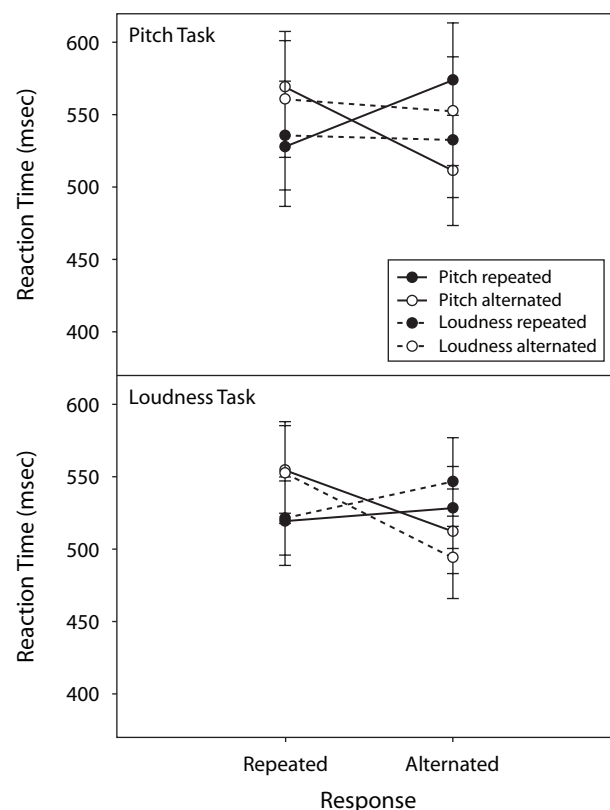 Pitch Task
600
550
500
450
400
Reaction Time (msec)
Pitch repeated
Pitch alternated
Loudness repeated
Loudness alternated
Loudness Task
600
550
500
450
400
Reaction Time (msec)
Repeated
Alternated
Response